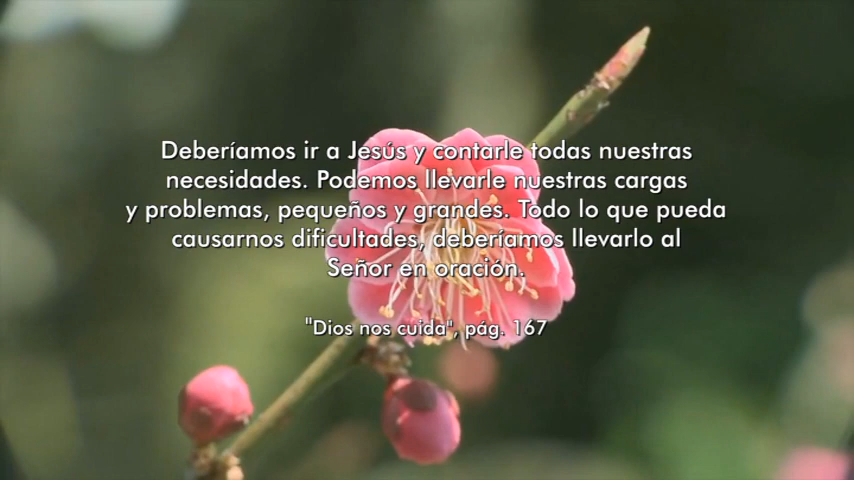 Deberíamos ir a Jesús y contarle todas nuestras
necesidades. Podemos llevarle nuestras cargas
y problemas, pequeños y grandes. Todo lo que pueda
causarnos dificultades, deberíamos llevarlo al
Señor en oración.
"Dios nos cuida", pág. 167